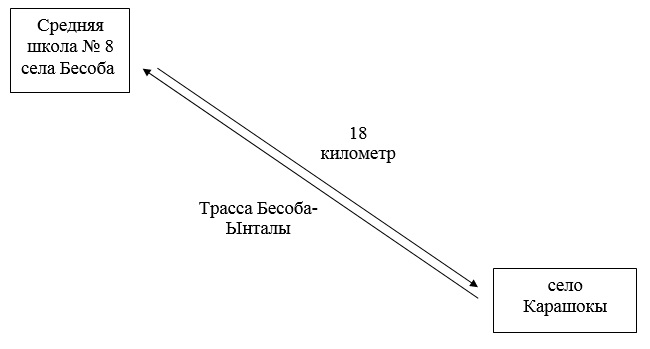 Средняя
школа № 8
села Бесоба
18
километр
Трасса Бесоба-
Ынталы
село
Карашокы